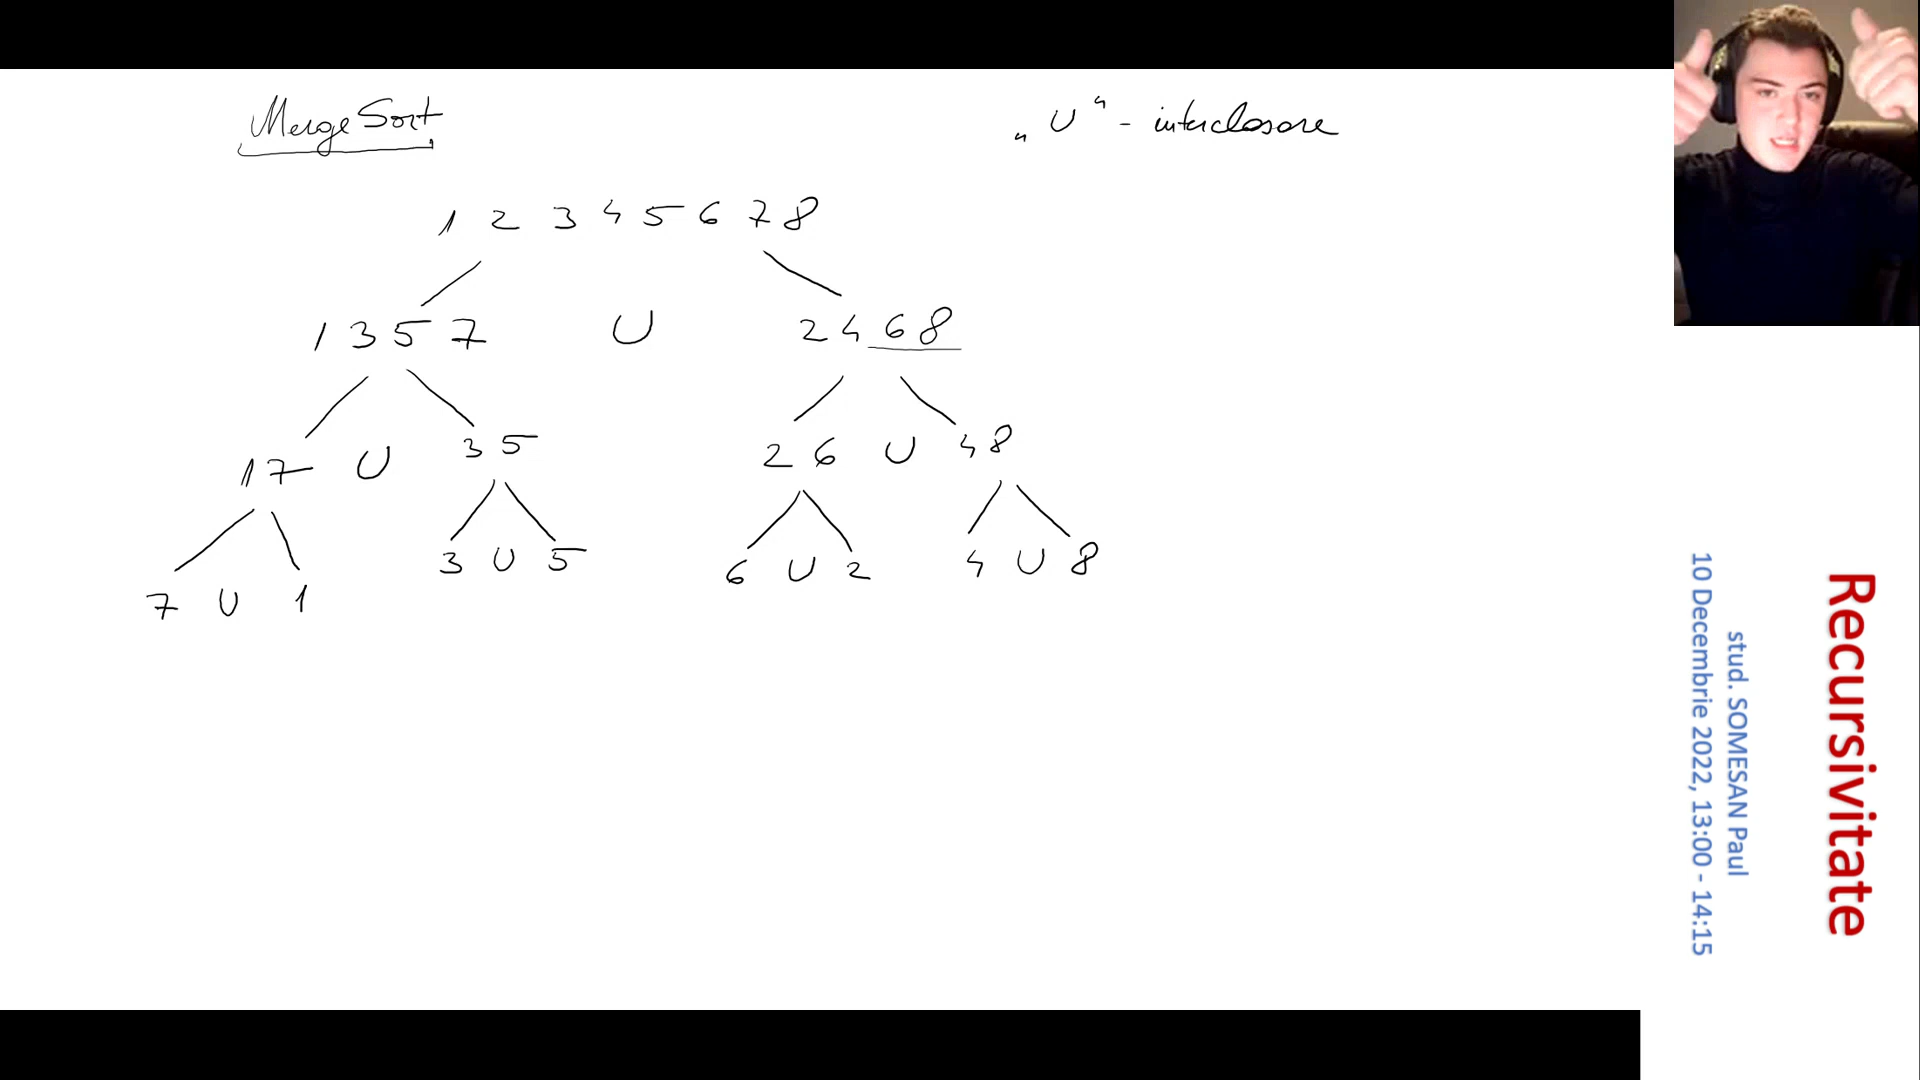 MergeSort
„U“ - interclasare
1 2 3 4 5 6 7 8
1 3 5 7 U 2 4 6 8
1 7 U 3 5 2 6 U 4 8
7 U 1 3 U 5 6 U 2 4 U 8
Recursivitate
stud. SOMESAN Paul
10 Decembrie 2022, 13:00 - 14:15